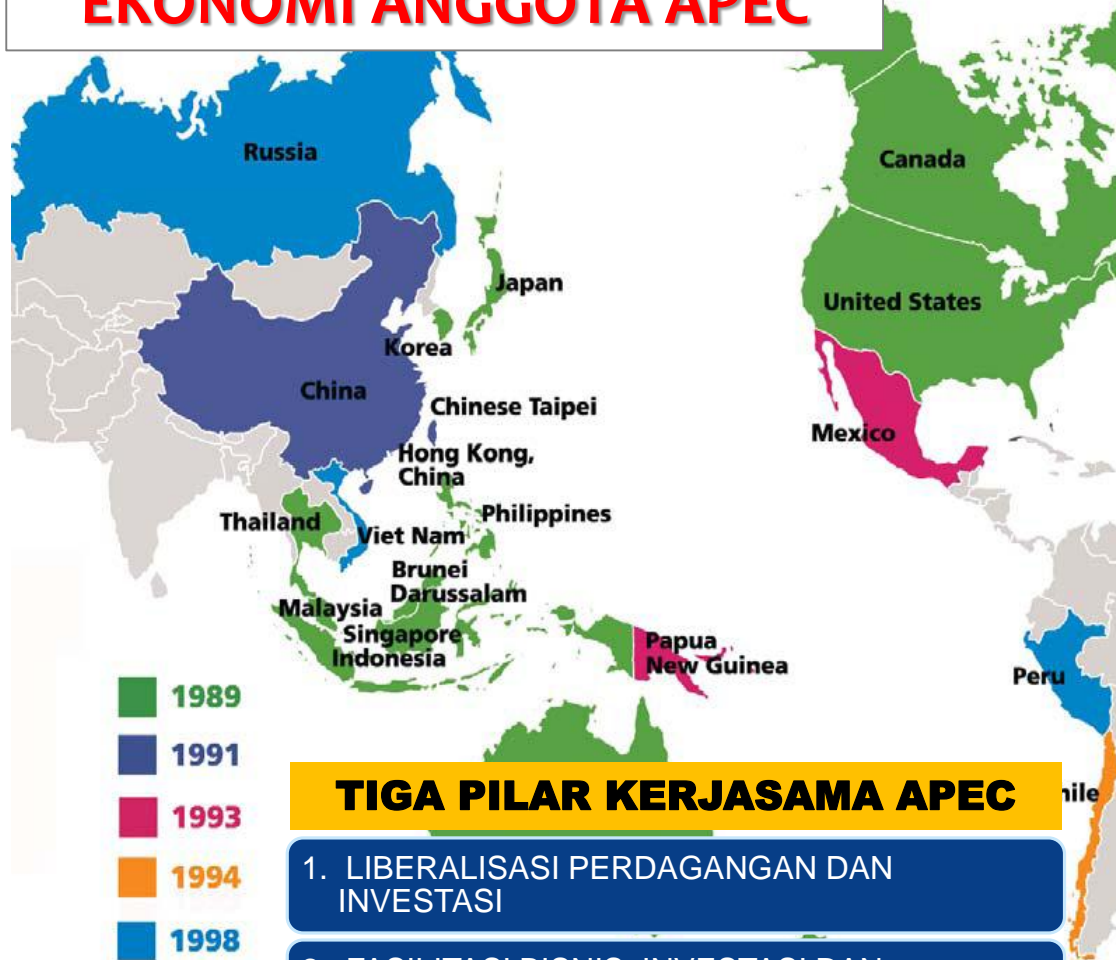 EKONOMI ANGGOTA APEC
Russia
Canada
Japan
United States
Korea
China
Chinese Taipei
Mexico
Hong Kong,
China
Philippines
Thailand
Viet Nam
Brunei
Darussalam
Malaysia
Singapore
Indonesia
Papua
New Guinea
Peru
1989
1991
1993
1994
1998
TIGA PILAR KERJASAMA APEC
hile
1. LIBERALISASI PERDAGANGAN DAN
INVESTASI